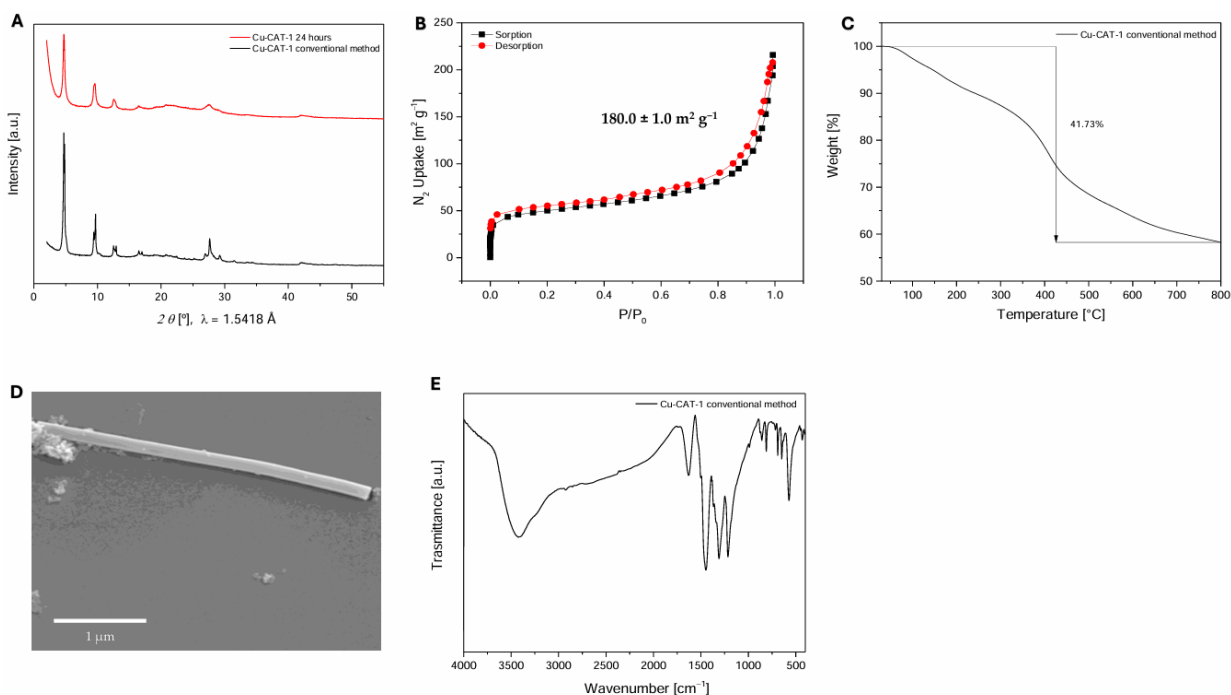 A
Cu-CAT-1 24 hours
Cu-CAT-1 conventional method
Intensity [a.u.]
0 10 20 30 40 50
2 θ [°], λ = 1.5418 Å
B
Sorption
Desorption
180.0 ± 1.0 m² g⁻¹
N₂ Uptake [m² g⁻¹]
250
200
150
100
50
0
0.0 0.2 0.4 0.6 0.8 1.0
P/P₀
C
Cu-CAT-1 conventional method
41.73%
Weight [%]
100
90
80
70
60
50
100 200 300 400 500 600 700 800
Temperature [°C]
D
1 µm
E
Cu-CAT-1 conventional method
Trasmittance [a.u.]
4000 3500 3000 2500 2000 1500 1000 500
Wavenumber [cm⁻¹]